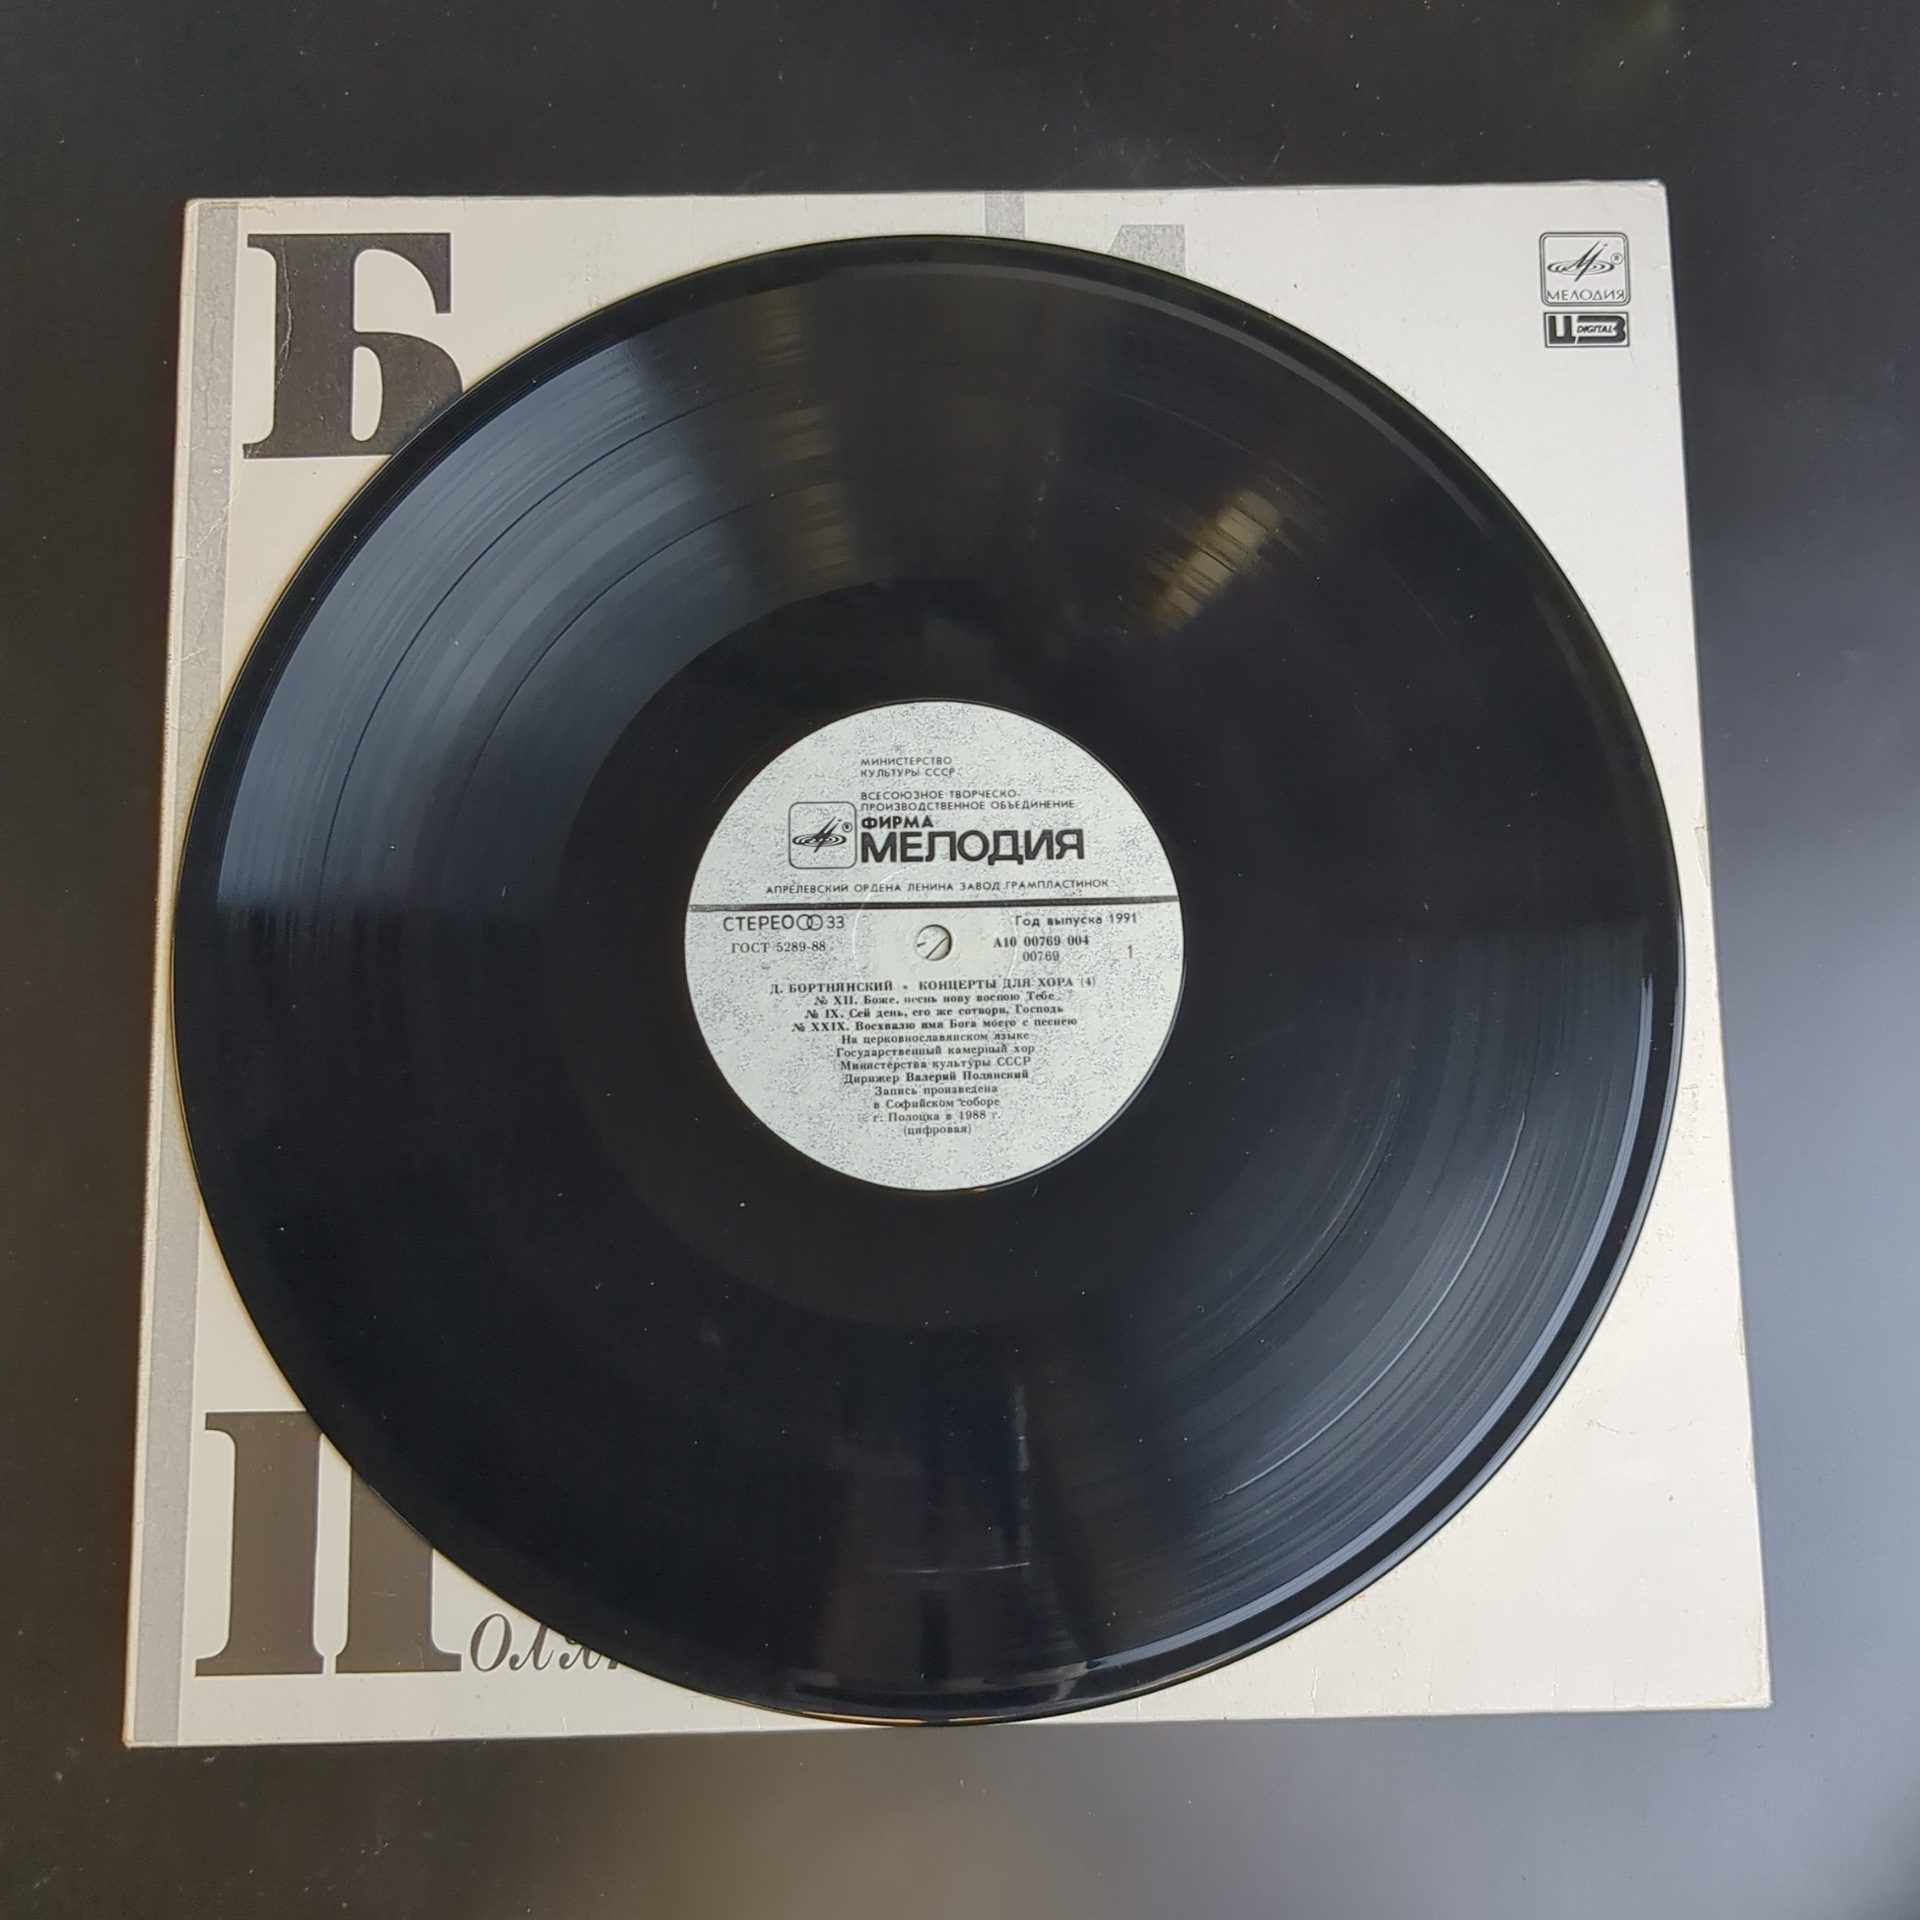 Б
МЕЛОДИЯ
ЦЗ DIGITAL
МИНИСТЕРСТВО
КУЛЬТУРЫ СССР
ВСЕСОЮЗНОЕ ТВОРЧЕСКО-
ПРОИЗВОДСТВЕННОЕ ОБЪЕДИНЕНИЕ
ФИРМА
® МЕЛОДИЯ
АПРЕЛЕВСКИЙ ОРДЕНА ЛЕНИНА ЗАВОД ГРАМПЛАСТИНОК
СТЕРЕО 33 Год выпуска 1991
ГОСТ 5289-88 А10 00769 004
00769 1
Д. БОРТНЯНСКИЙ • КОНЦЕРТЫ ДЛЯ ХОРА (4)
№ XII. Боже, песнь нову воспою Тебе
№ IX. Сей день, его же сотвори, Господь
№ XXIX. Восхвалю имя Бога моего с песнею
На церковнославянском языке
Государственный камерный хор
Министерства культуры СССР
Дирижер Валерий Полянский
Запись произведена
в Софийском соборе
г. Полоцка в 1988 г.
(цифровая)
Поля